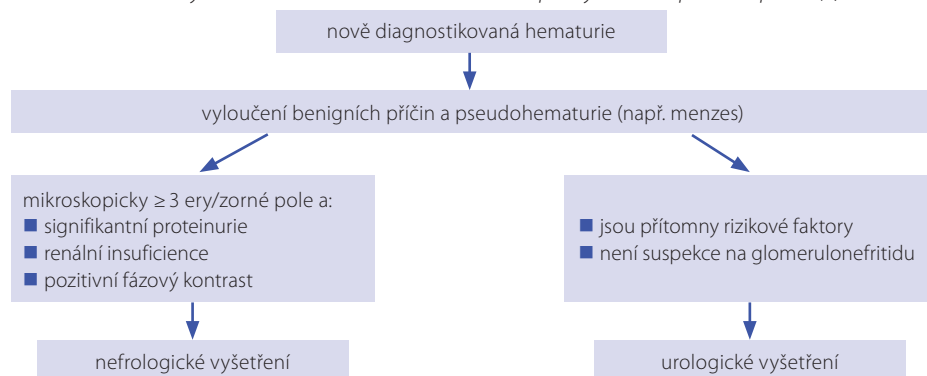 nově diagnostikovaná hematurie
vyloučení benigních příčin a pseudohematurie (např. menzes)
mikroskopicky ≥ 3 ery/zorné pole a:
■ signifikantní proteinurie
■ renální insuficience
■ pozitivní fázový kontrast
■ jsou přítomny rizikové faktory
■ není suspekce na glomerulonefritidu
nefrologické vyšetření
urologické vyšetření